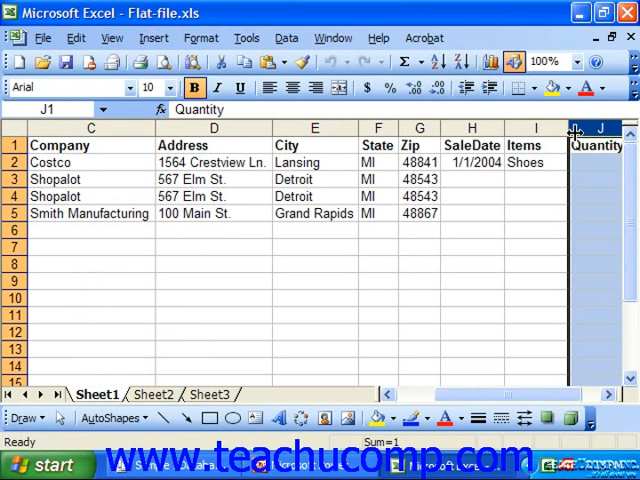 Microsoft Excel - Flat-file.xls
File Edit View Insert Format Tools Data Window Help Acrobat
Σ 100%
Arial 10 B I U $ %
J1 fx Quantity
C D E F G H I J
1 Company Address City State Zip SaleDate Items Quantity
2 Costco 1564 Crestview Ln. Lansing MI 48841 1/1/2004 Shoes
3 Shopalot 567 Elm St. Detroit MI 48543
4 Shopalot 567 Elm St. Detroit MI 48543
5 Smith Manufacturing 100 Main St. Grand Rapids MI 48867
6
7
8
9
10
11
12
13
14
15
Sheet1 Sheet2 Sheet3
Draw AutoShapes
Ready Sum=1
www.teachucomp.com
start Microsoft Exce